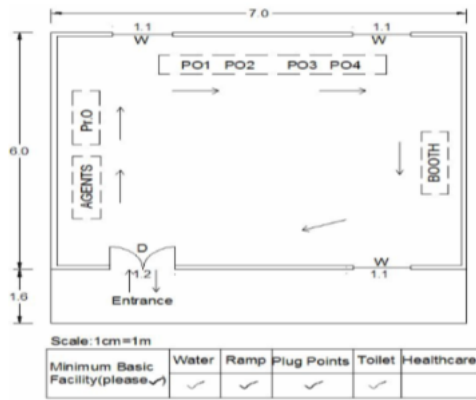 7.0
1.1
W
1.1
W
PO1 PO2 PO3 PO4
Pr.O
6.0
BOOTH
AGENTS
D
1.2
W
1.1
1.6
Entrance
Scale:1cm=1m
Minimum Basic Facility(please✓) Water Ramp Plug Points Toilet Healthcare
✓ ✓ ✓ ✓